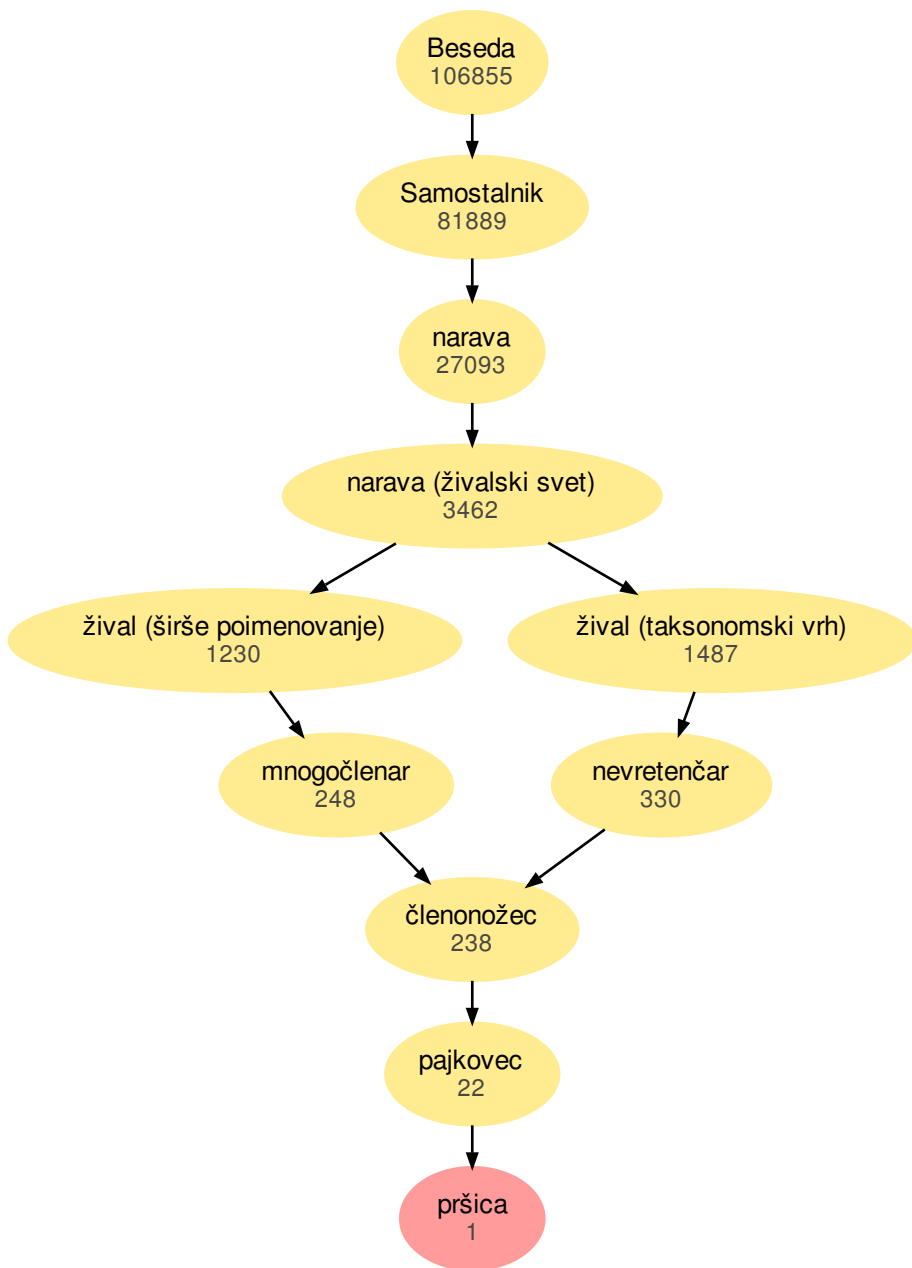 Beseda
106855
Samostalnik
81889
narava
27093
narava (živalski svet)
3462
žival (širše poimenovanje)
1230
žival (taksonomski vrh)
1487
mnogočlenar
248
nevretenčar
330
členonožec
238
pajkovec
22
pršica
1